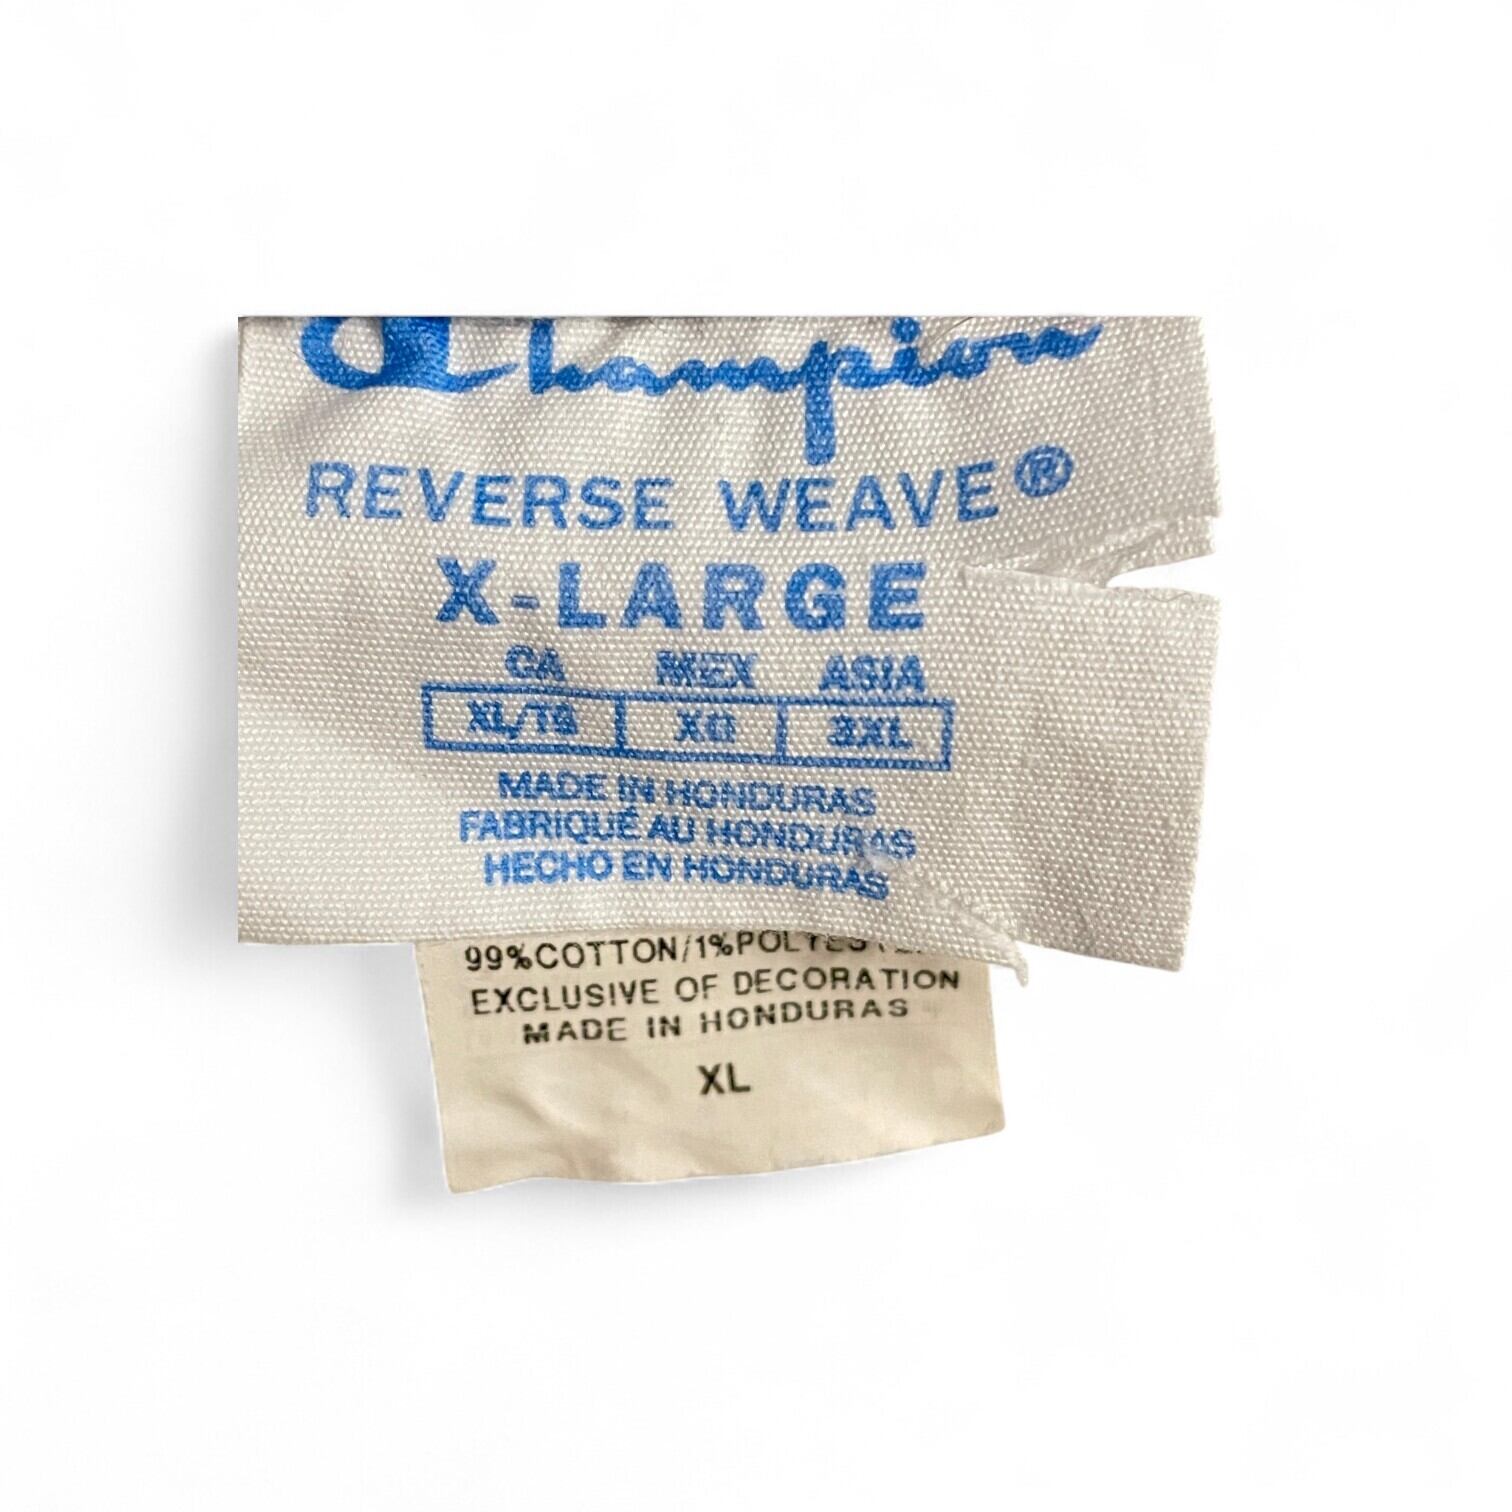 Champion
REVERSE WEAVE®
X-LARGE
CA MEX ASIA
XL/TG XG 3XL
MADE IN HONDURAS
FABRIQUÉ AU HONDURAS
HECHO EN HONDURAS
99%COTTON/1%POLYESTER
EXCLUSIVE OF DECORATION
MADE IN HONDURAS
XL